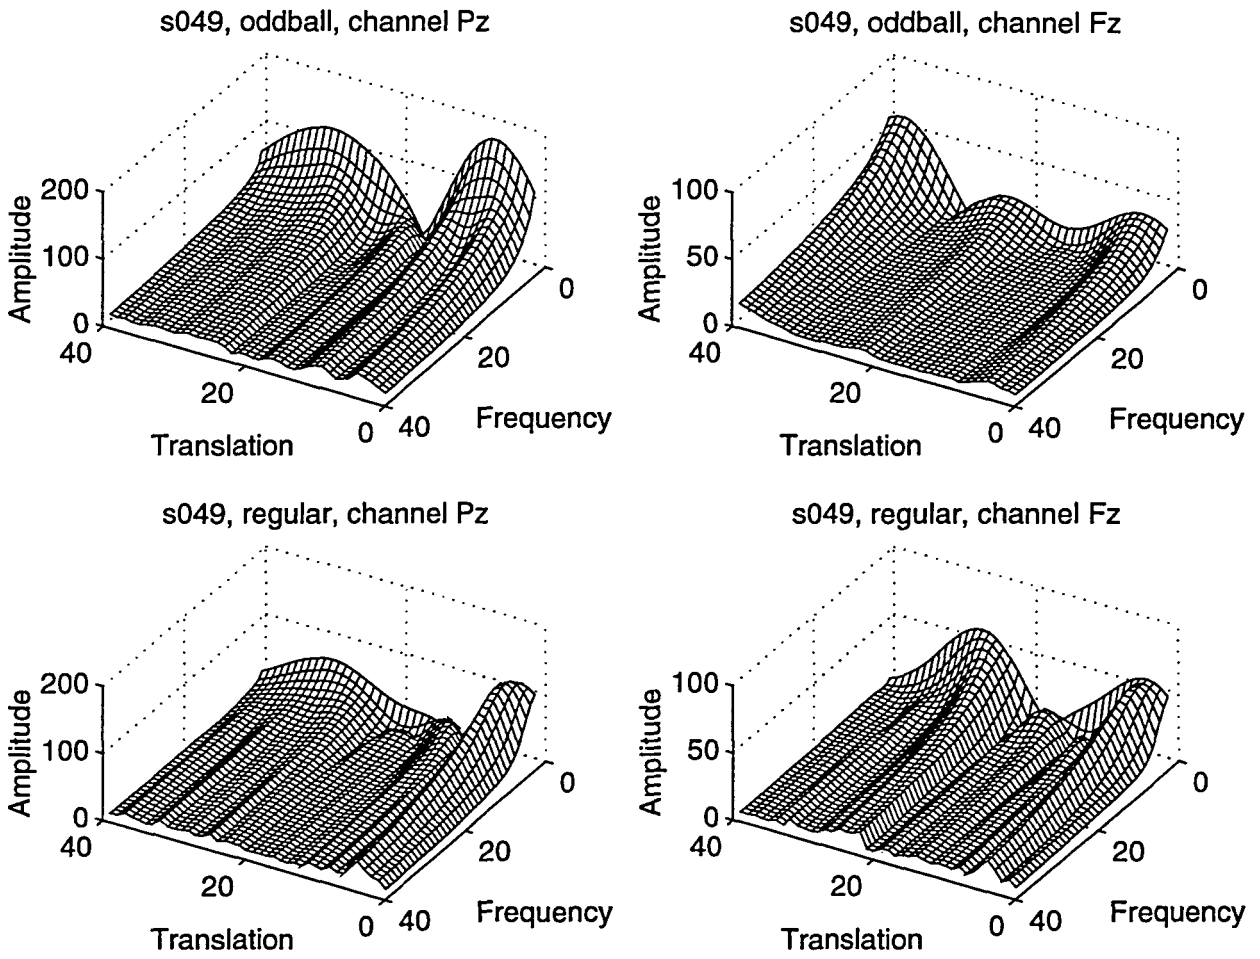 s049, oddball, channel Pz
200
100
0
Amplitude
40
20
0
Translation
0
20
40
Frequency
s049, oddball, channel Fz
100
50
0
Amplitude
40
20
0
Translation
0
20
40
Frequency
s049, regular, channel Pz
200
100
0
Amplitude
40
20
0
Translation
0
20
40
Frequency
s049, regular, channel Fz
100
50
0
Amplitude
40
20
0
Translation
0
20
40
Frequency